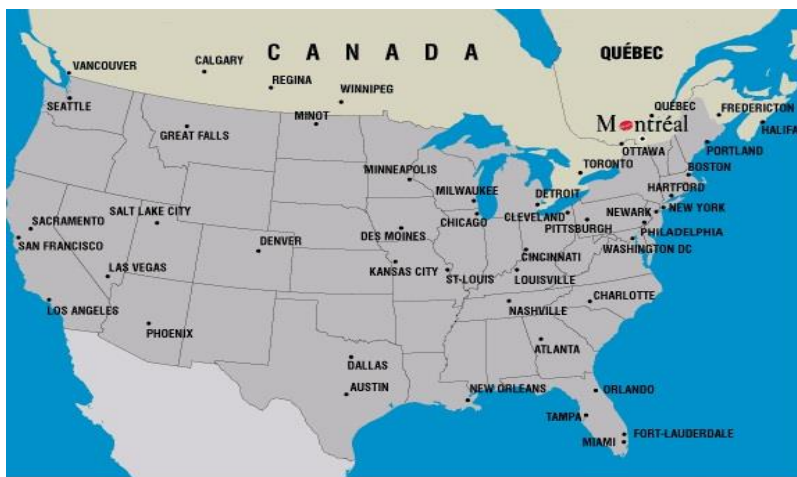 CANADA
QUÉBEC
VANCOUVER
CALGARY
REGINA
WINNIPEG
SEATTLE
GREAT FALLS
MINOT
QUÉBEC
FREDERICTON
Montréal
HALIFA
OTTAWA
PORTLAND
TORONTO
BOSTON
MINNEAPOLIS
MILWAUKEE
DETROIT
HARTFORD
SALT LAKE CITY
SACRAMENTO
CHICAGO
CLEVELAND
NEWARK
NEW YORK
PITTSBURGH
PHILADELPHIA
SAN FRANCISCO
DENVER
DES MOINES
WASHINGTON DC
CINCINNATI
LAS VEGAS
KANSAS CITY
ST-LOUIS
LOUISVILLE
LOS ANGELES
NASHVILLE
CHARLOTTE
PHOENIX
ATLANTA
DALLAS
AUSTIN
NEW ORLEANS
ORLANDO
TAMPA
FORT-LAUDERDALE
MIAMI